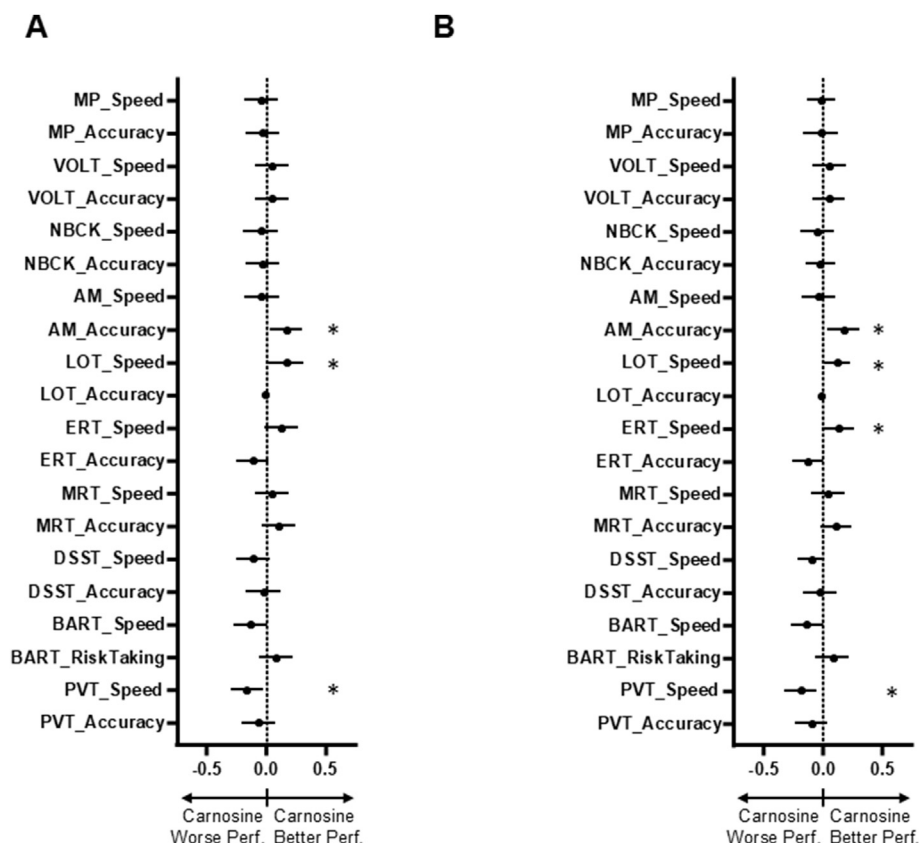 A
MP_Speed
MP_Accuracy
VOLT_Speed
VOLT_Accuracy
NBCK_Speed
NBCK_Accuracy
AM_Speed
AM_Accuracy *
LOT_Speed *
LOT_Accuracy
ERT_Speed
ERT_Accuracy
MRT_Speed
MRT_Accuracy
DSST_Speed
DSST_Accuracy
BART_Speed
BART_RiskTaking
PVT_Speed *
PVT_Accuracy
-0.5 0.0 0.5
Carnosine Carnosine
Worse Perf. Better Perf.
B
MP_Speed
MP_Accuracy
VOLT_Speed
VOLT_Accuracy
NBCK_Speed
NBCK_Accuracy
AM_Speed
AM_Accuracy *
LOT_Speed *
LOT_Accuracy
ERT_Speed *
ERT_Accuracy
MRT_Speed
MRT_Accuracy
DSST_Speed
DSST_Accuracy
BART_Speed
BART_RiskTaking
PVT_Speed *
PVT_Accuracy
-0.5 0.0 0.5
Carnosine Carnosine
Worse Perf. Better Perf.